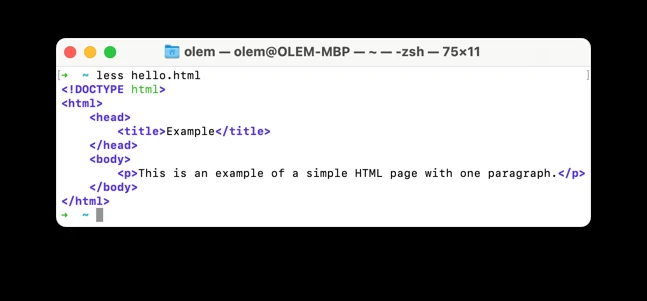 olem — olem@OLEM-MBP — ~ — -zsh — 75×11
[➜  ~ less hello.html ]
<!DOCTYPE html>
<html>
    <head>
        <title>Example</title>
    </head>
    <body>
        <p>This is an example of a simple HTML page with one paragraph.</p>
    </body>
</html>
➜  ~